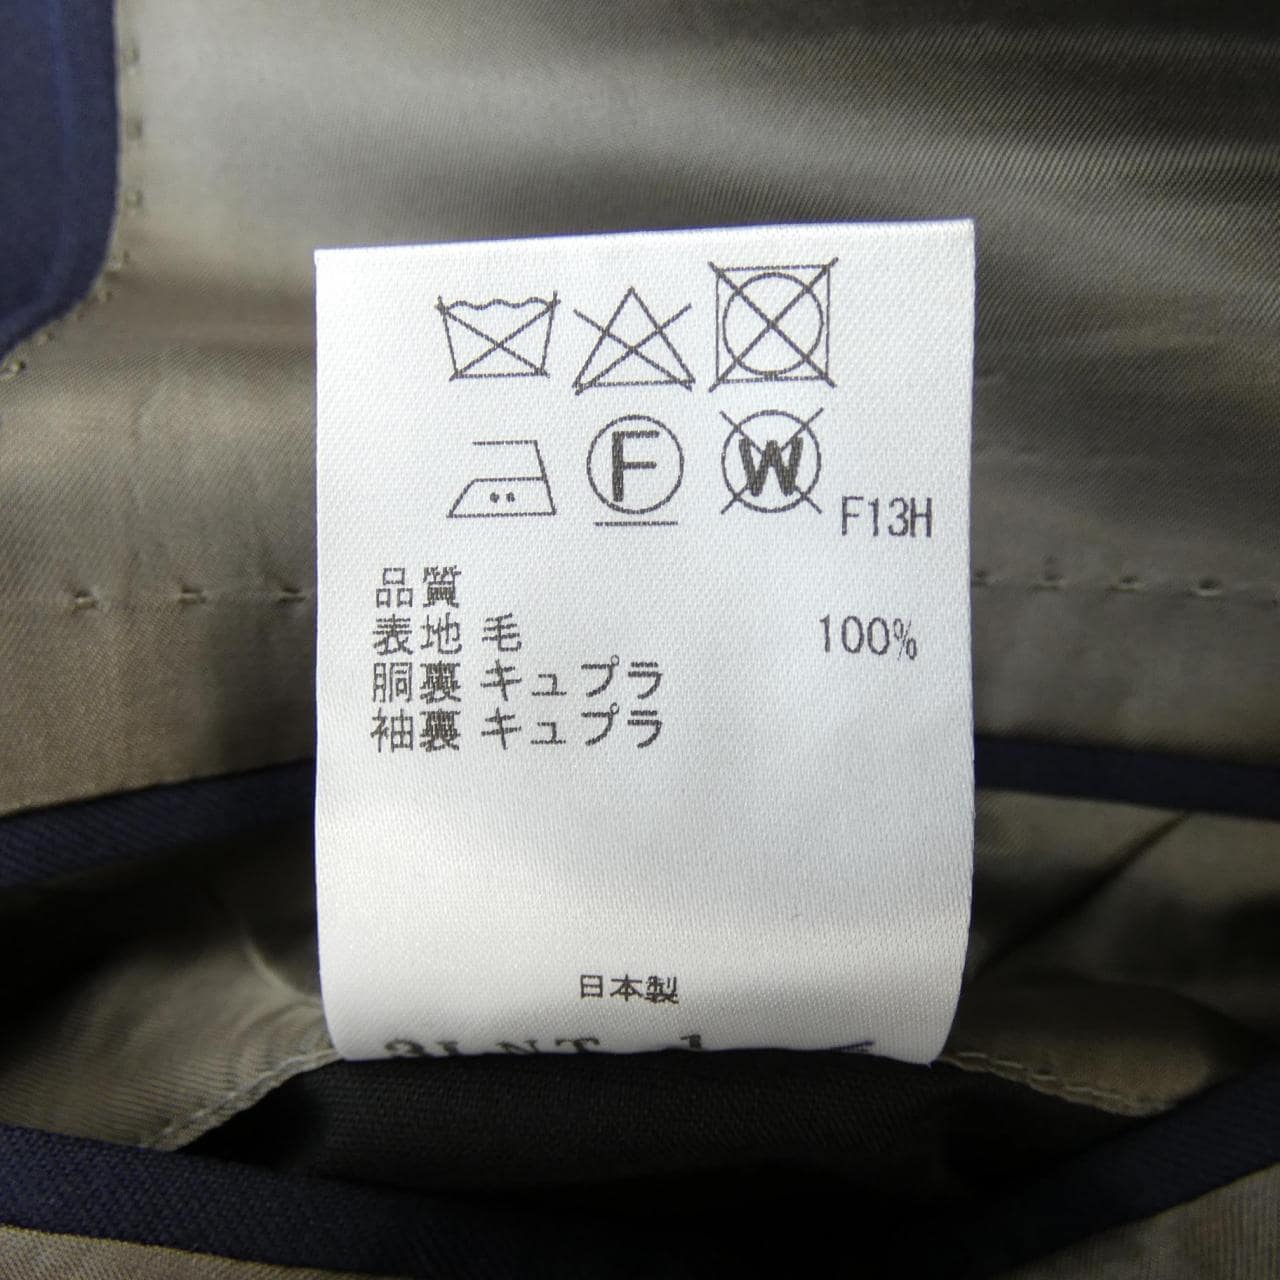 F W
F13H
品質
表地 毛 100%
胴裏 キュプラ
袖裏 キュプラ
日本製